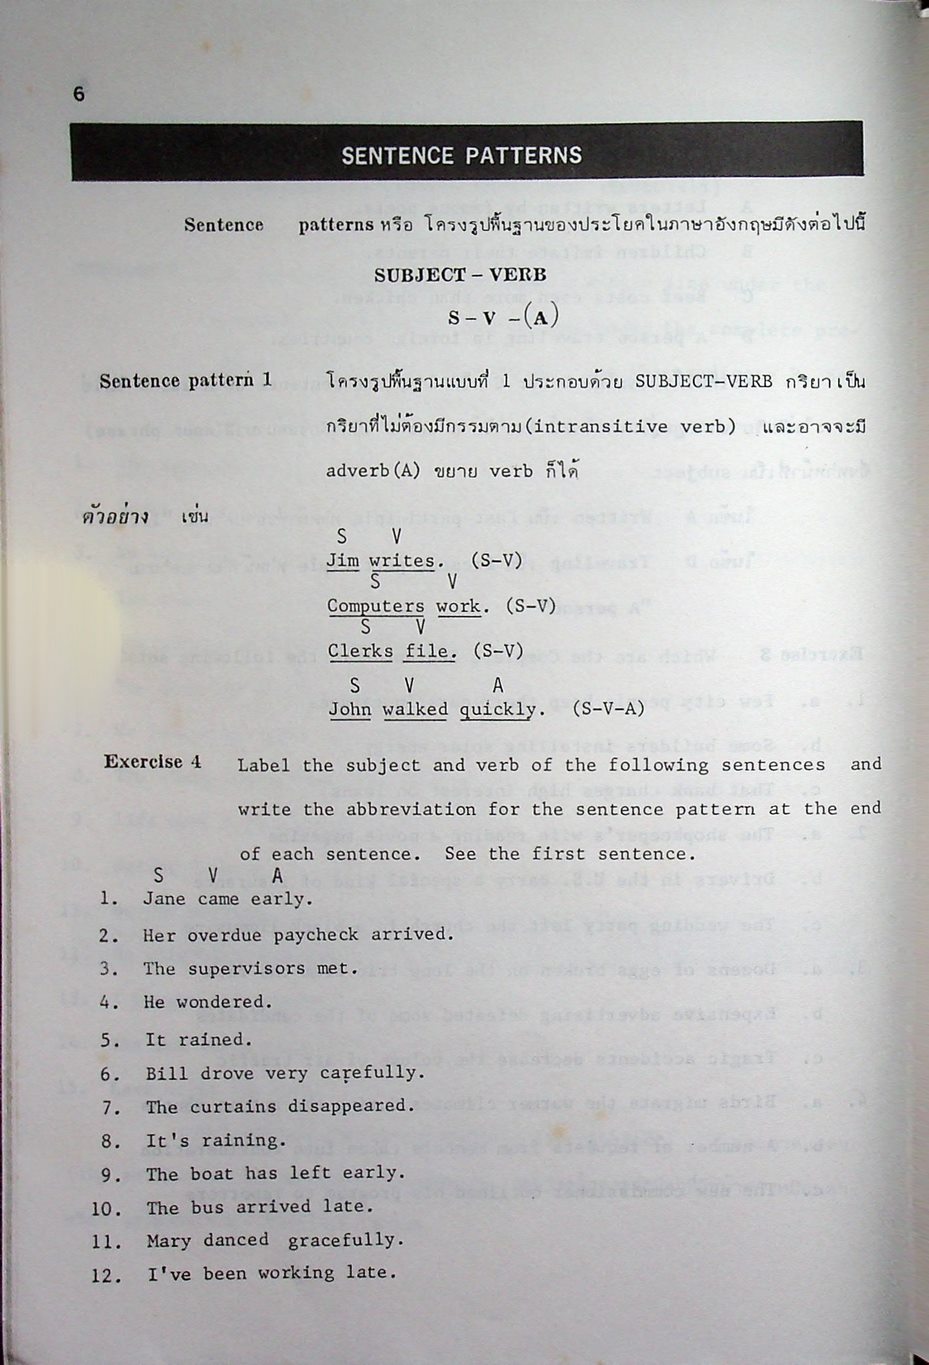 6
SENTENCE PATTERNS
Sentence patterns หรือ โครงรูปพื้นฐานของประโยคในภาษาอังกฤษมีดังต่อไปนี้
SUBJECT – VERB
S – V – (A)
Sentence pattern 1 โครงรูปพื้นฐานแบบที่ 1 ประกอบด้วย SUBJECT-VERB กริยา เป็น
กริยาที่ไม่ต้องมีกรรมตาม (intransitive verb) และอาจจะมี
adverb (A) ขยาย verb ก็ได้
ตัวอย่าง เช่น
S V
Jim writes. (S-V)
S V
Computers work. (S-V)
S V
Clerks file. (S-V)
S V A
John walked quickly. (S-V-A)
Exercise 4 Label the subject and verb of the following sentences and
write the abbreviation for the sentence pattern at the end
of each sentence. See the first sentence.
S V A
1. Jane came early.
2. Her overdue paycheck arrived.
3. The supervisors met.
4. He wondered.
5. It rained.
6. Bill drove very carefully.
7. The curtains disappeared.
8. It's raining.
9. The boat has left early.
10. The bus arrived late.
11. Mary danced gracefully.
12. I've been working late.